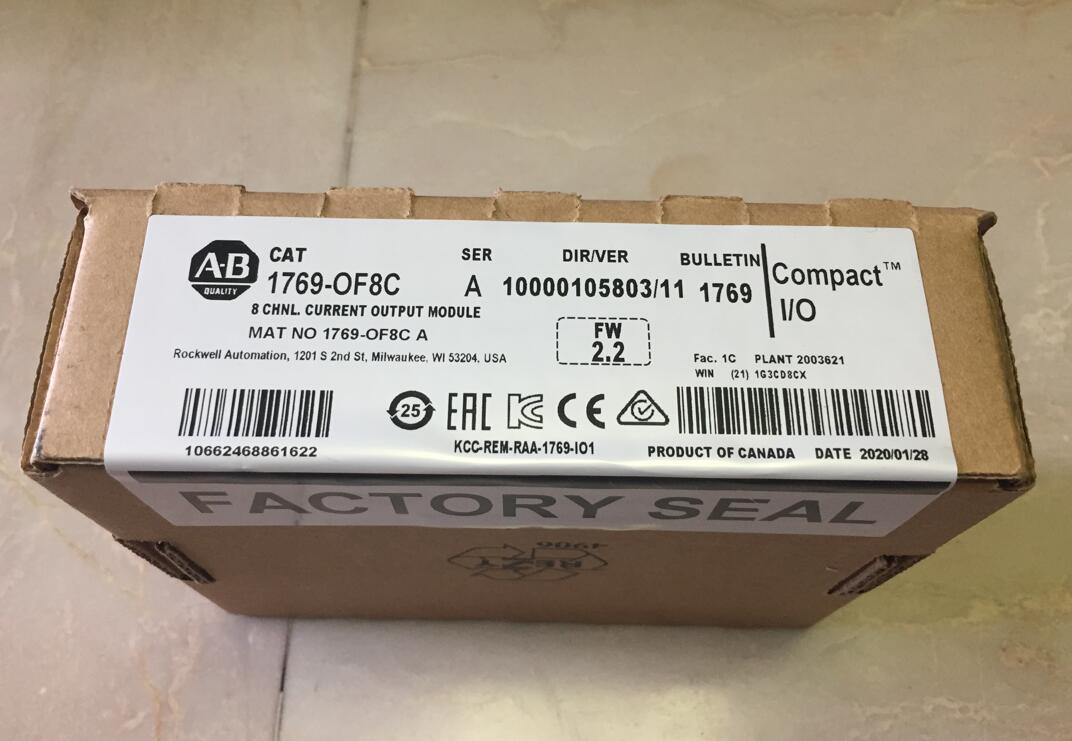 A·B
QUALITY
CAT
1769-OF8C
SER
A
DIR/VER
10000105803/11
BULLETIN
1769
Compact™
I/O
8 CHNL. CURRENT OUTPUT MODULE
MAT NO 1769-OF8C A
Rockwell Automation, 1201 S 2nd St, Milwaukee, WI 53204, USA
FW
2.2
Fac. 1C PLANT 2003621
WIN (21) 1G3CD8CX
25
EAC
KC
CE
10662468861622
KCC-REM-RAA-1769-IO1
PRODUCT OF CANADA DATE 2020/01/28
FACTORY SEAL
4906